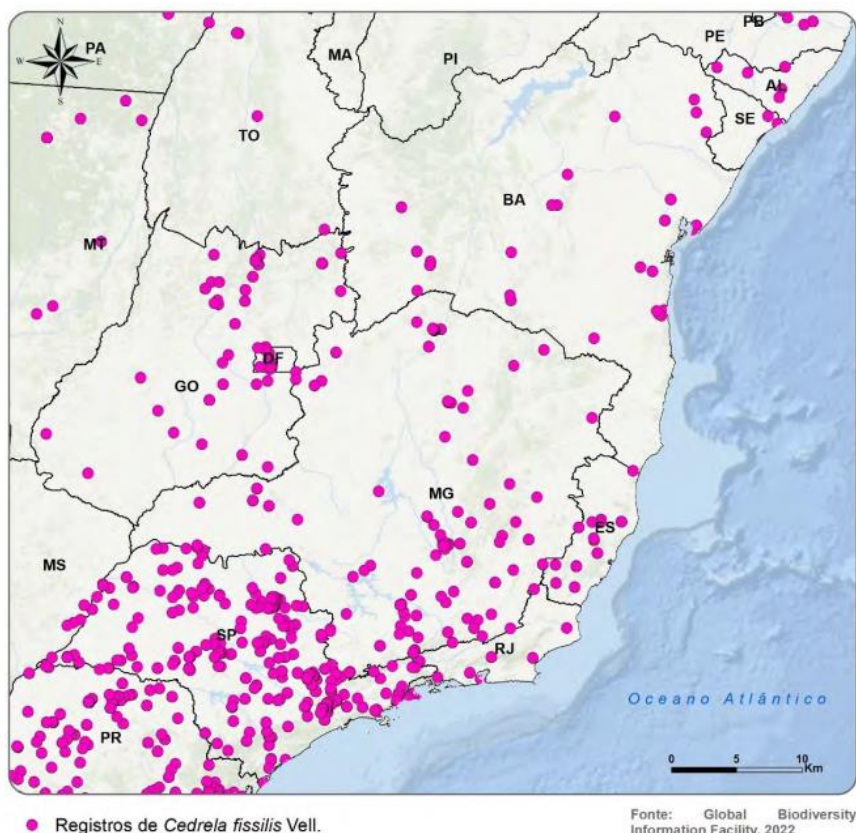 PB
PE
PA
N
MA
PI
W E
AL
S
SE
TO
BA
MT
DF
GO
MG
ES
MS
SP
RJ
Oceano Atlântico
PR
0 5 10
Km
Registros de Cedrela fissilis Vell.
Fonte: Global Biodiversity
Information Facility, 2022